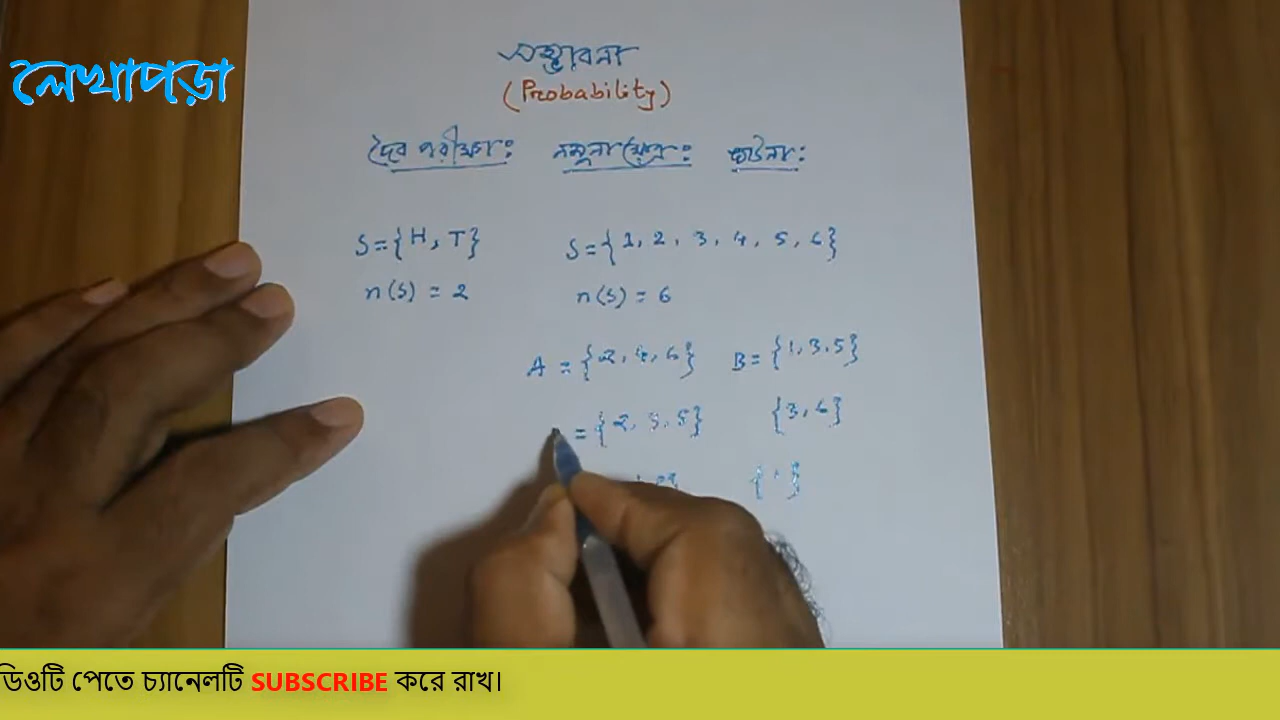 লেখাপড়া
সম্ভাবনা
(Probability)
দৈব পরীক্ষা: নমুনাক্ষেত্র: ঘটনা:
S={H, T} S={1, 2, 3, 4, 5, 6}
n(S) = 2 n(S) = 6
A = {2, 4, 6} B = {1, 3, 5}
= {2, 3, 5} {3, 6}
ডিওটি পেতে চ্যানেলটি SUBSCRIBE করে রাখ।